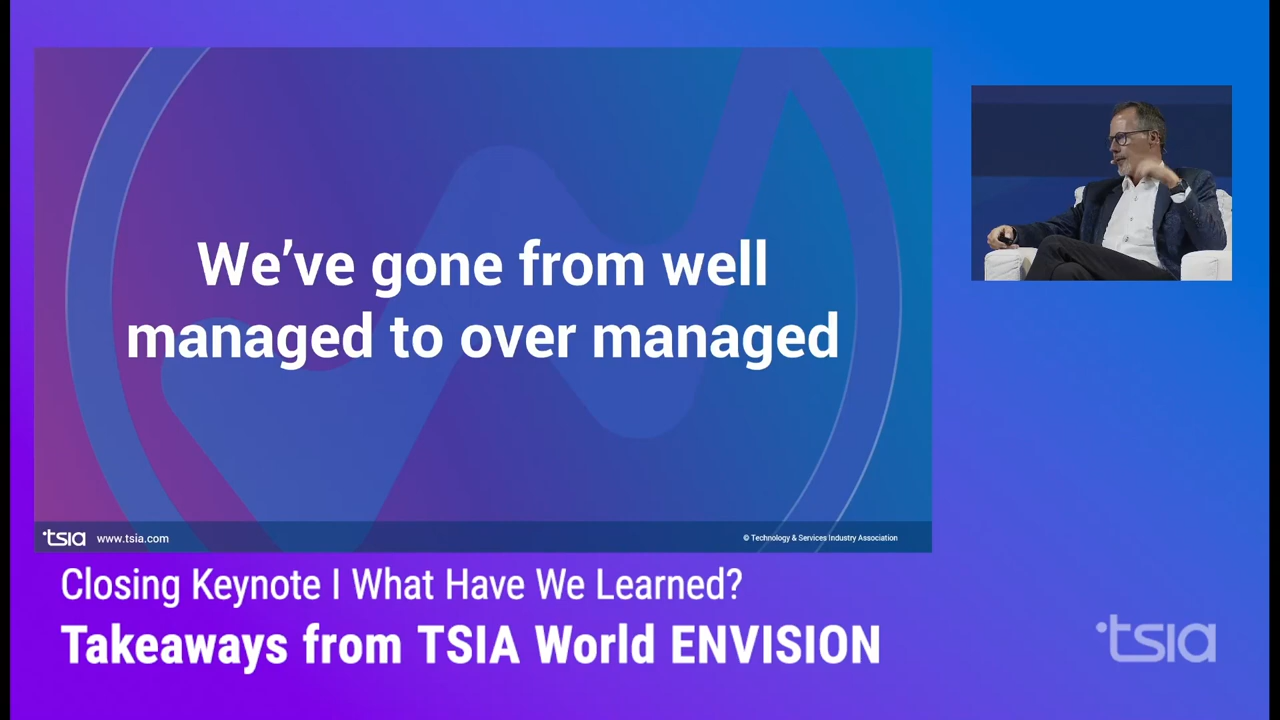 We’ve gone from well
managed to over managed
tsia www.tsia.com
© Technology & Services Industry Association
Closing Keynote I What Have We Learned?
Takeaways from TSIA World ENVISION
tsia